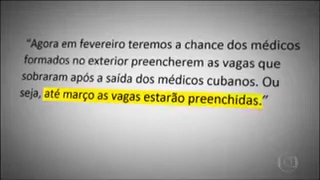 “Agora em fevereiro teremos a chance dos médicos
formados no exterior preencherem as vagas que
sobraram após a saída dos médicos cubanos. Ou
seja, até março as vagas estarão preenchidas.”